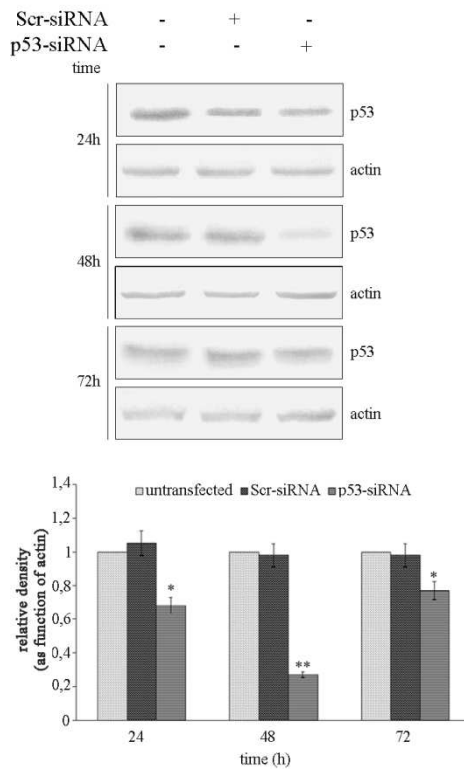 Scr-siRNA - + -
p53-siRNA - - +
time
24h
p53
actin
48h
p53
actin
72h
p53
actin
1,4
1,2
1
0,8
0,6
0,4
0,2
0
relative density
(as function of actin)
untransfected Scr-siRNA p53-siRNA
*
**
*
24 48 72
time (h)